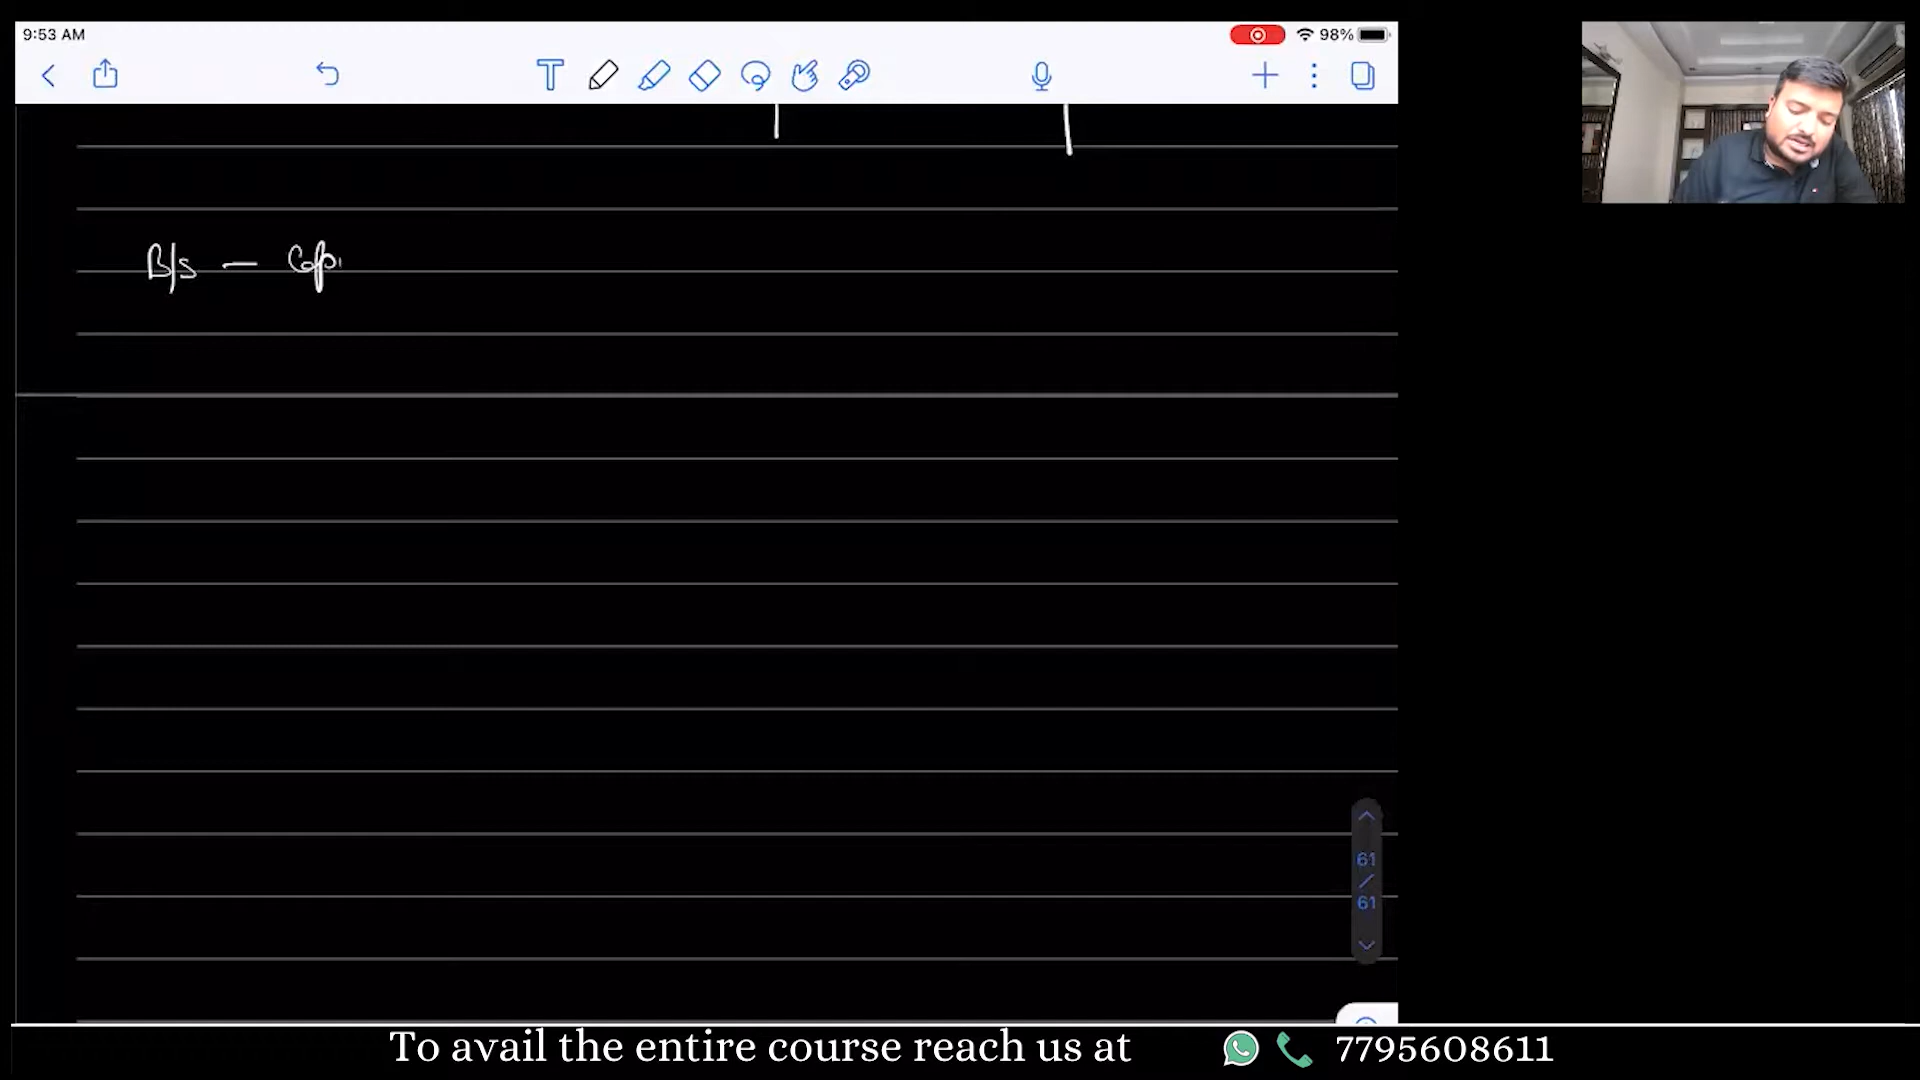 9:53 AM
98%
T
B/s — Cap
61
/
61
To avail the entire course reach us at 7795608611